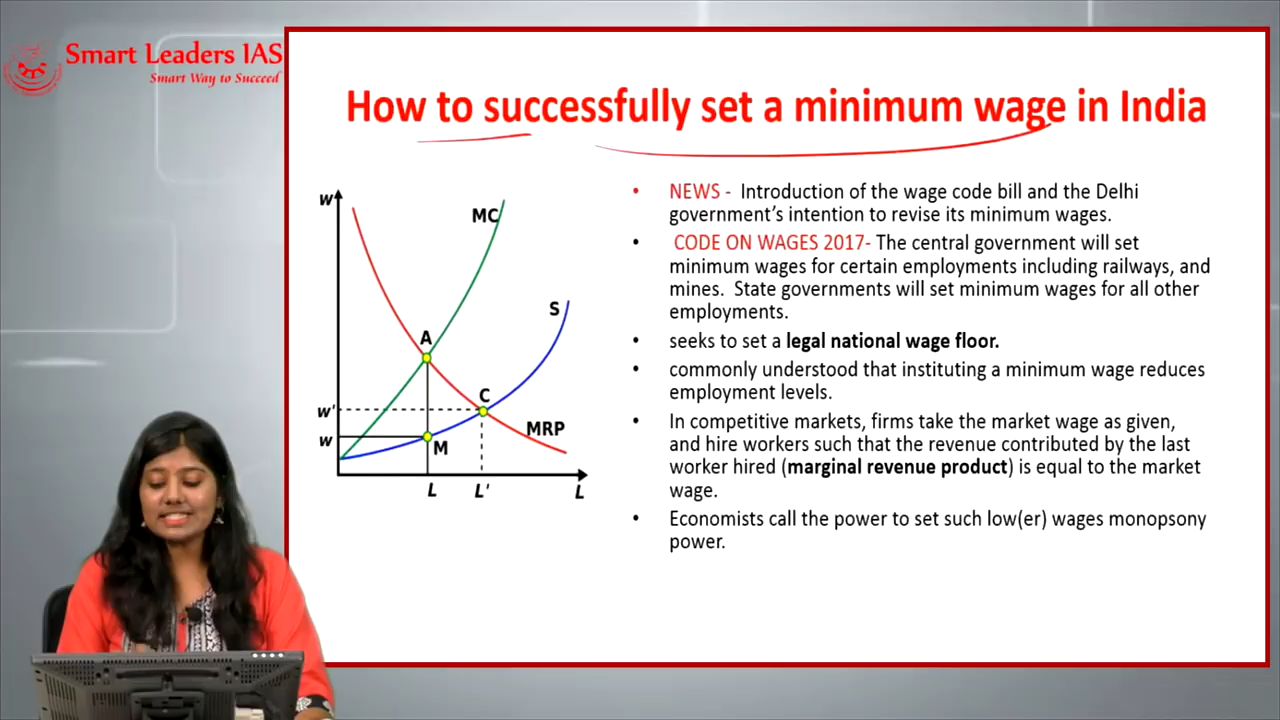 Smart Leaders IAS
Smart Way to Succeed
How to successfully set a minimum wage in India
w
MC
S
A
C
w'
MRP
w
M
L
L'
L
• NEWS - Introduction of the wage code bill and the Delhi
government's intention to revise its minimum wages.
• CODE ON WAGES 2017- The central government will set
minimum wages for certain employments including railways, and
mines. State governments will set minimum wages for all other
employments.
• seeks to set a legal national wage floor.
• commonly understood that instituting a minimum wage reduces
employment levels.
• In competitive markets, firms take the market wage as given,
and hire workers such that the revenue contributed by the last
worker hired (marginal revenue product) is equal to the market
wage.
• Economists call the power to set such low(er) wages monopsony
power.